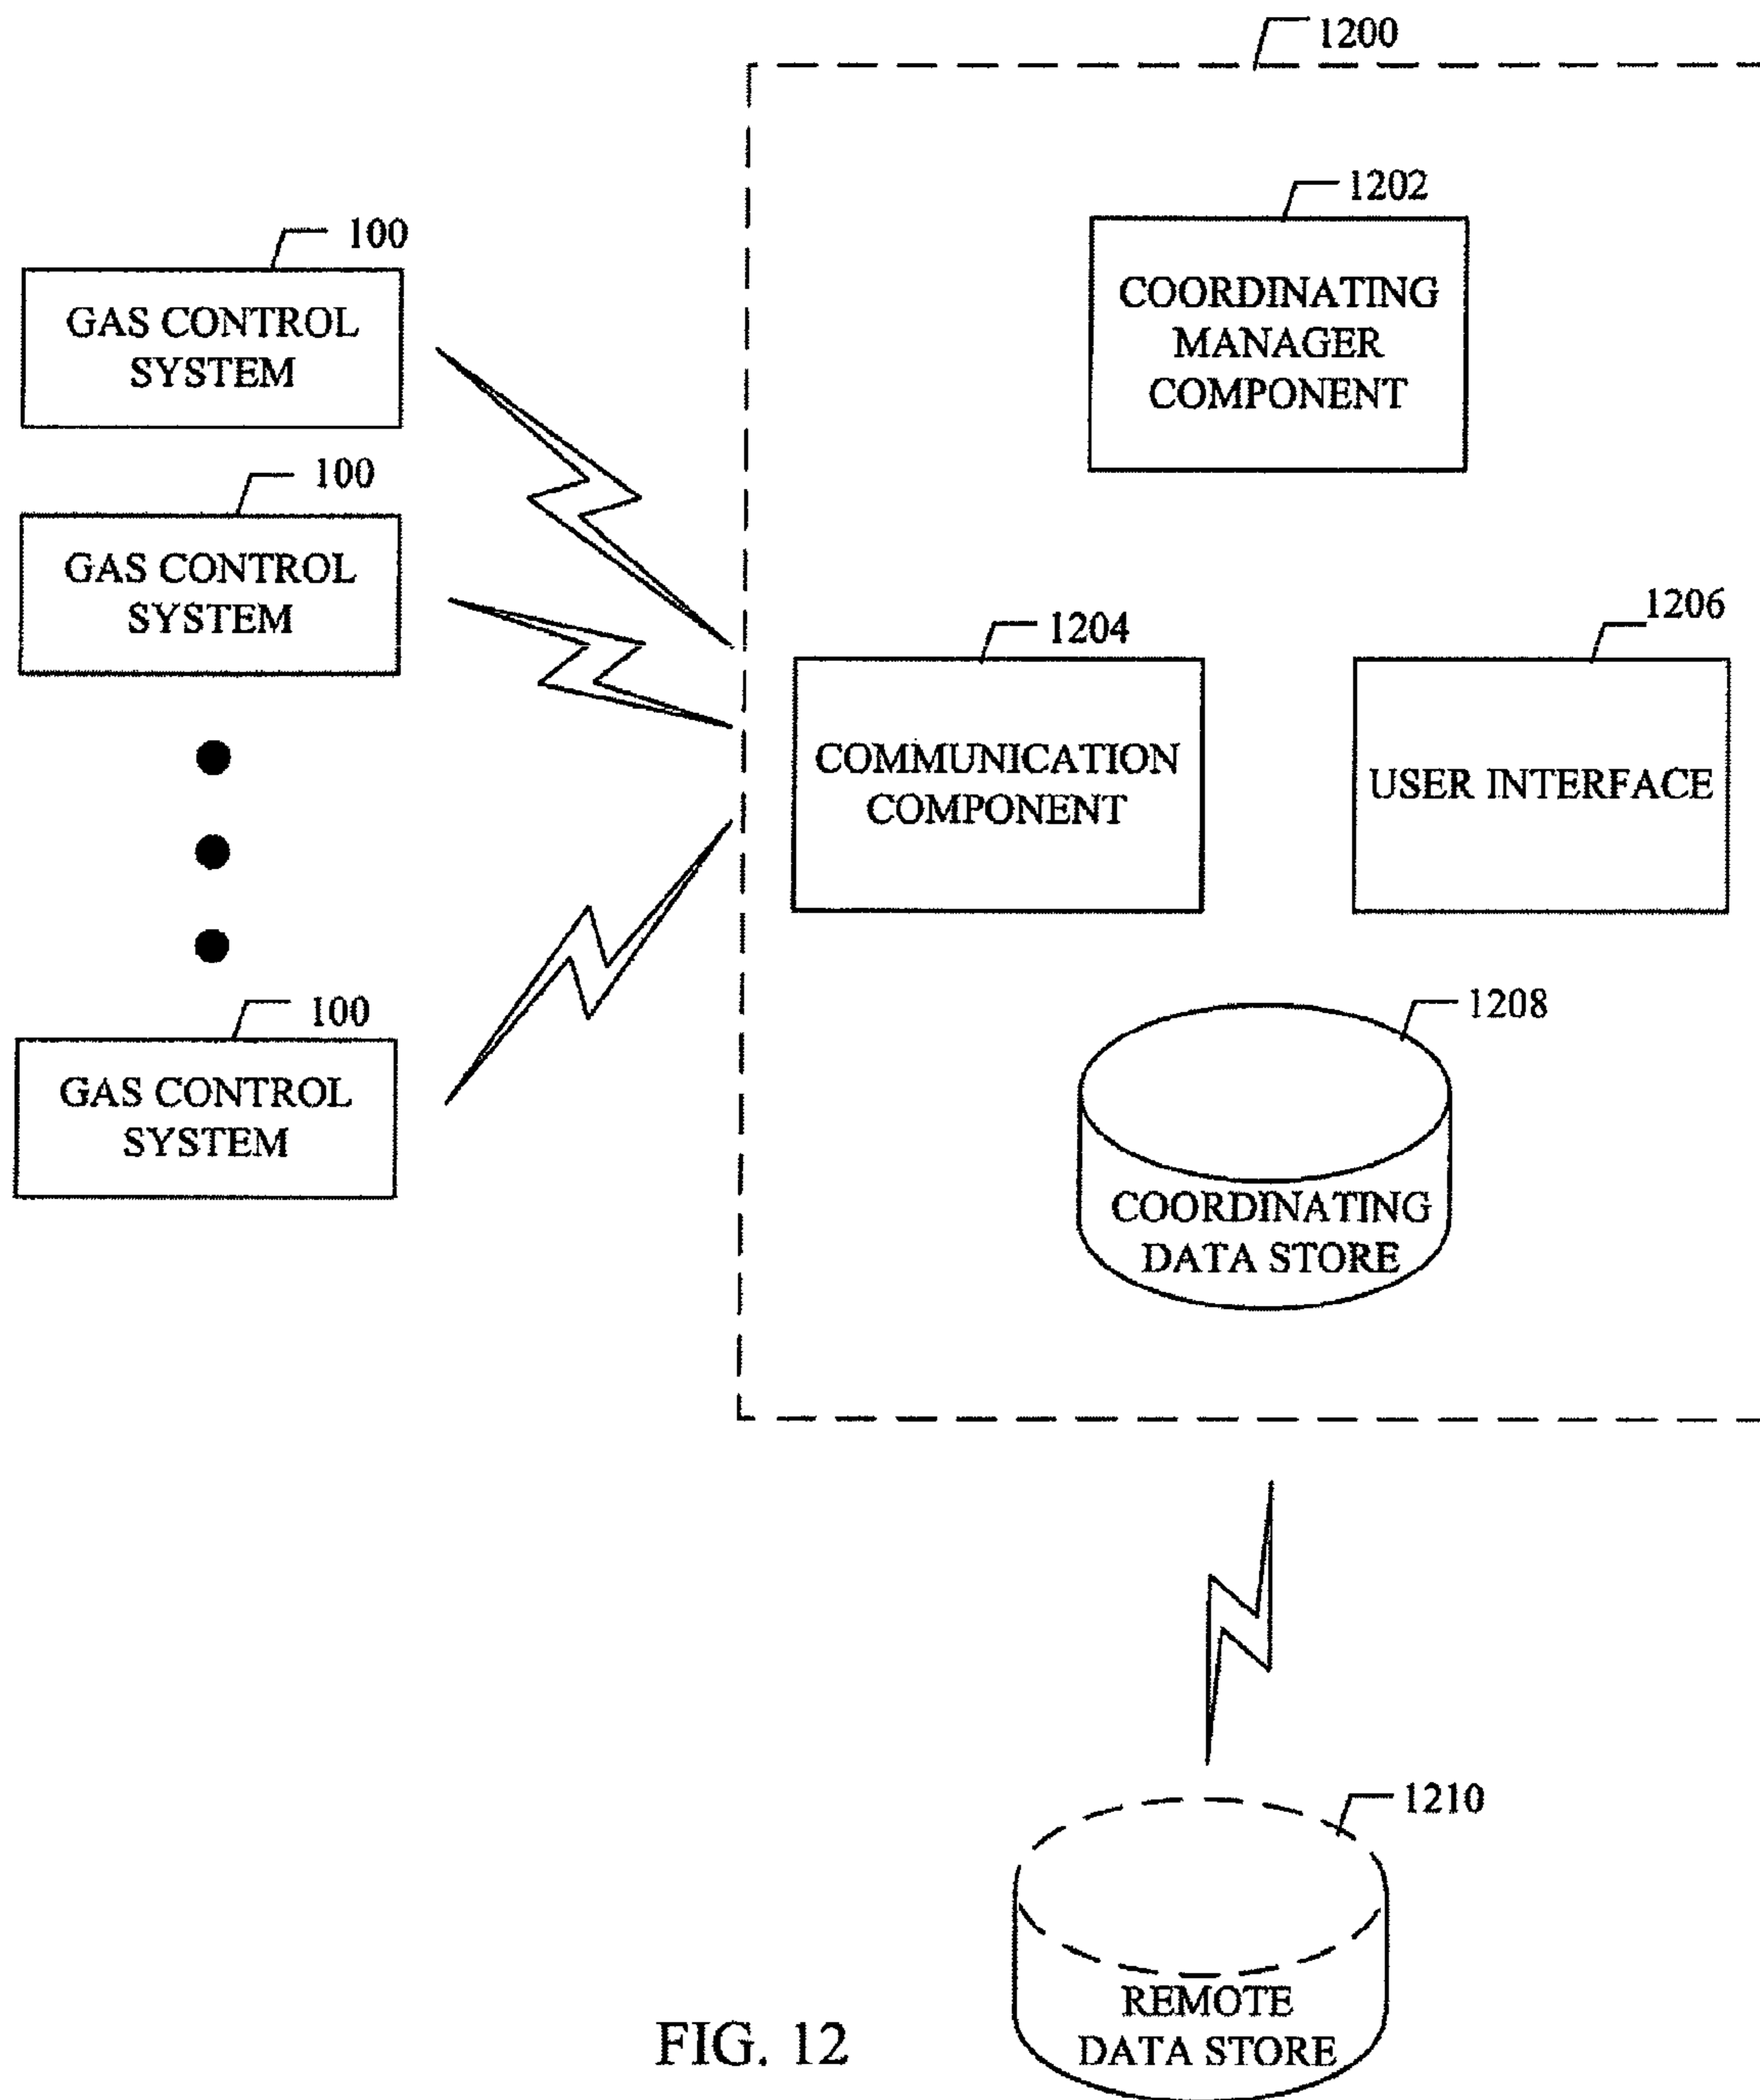 1200
1202
COORDINATING
MANAGER
COMPONENT
100
GAS CONTROL
SYSTEM
100
GAS CONTROL
SYSTEM
1204
COMMUNICATION
COMPONENT
1206
USER INTERFACE
100
GAS CONTROL
SYSTEM
1208
COORDINATING
DATA STORE
1210
REMOTE
DATA STORE
FIG. 12